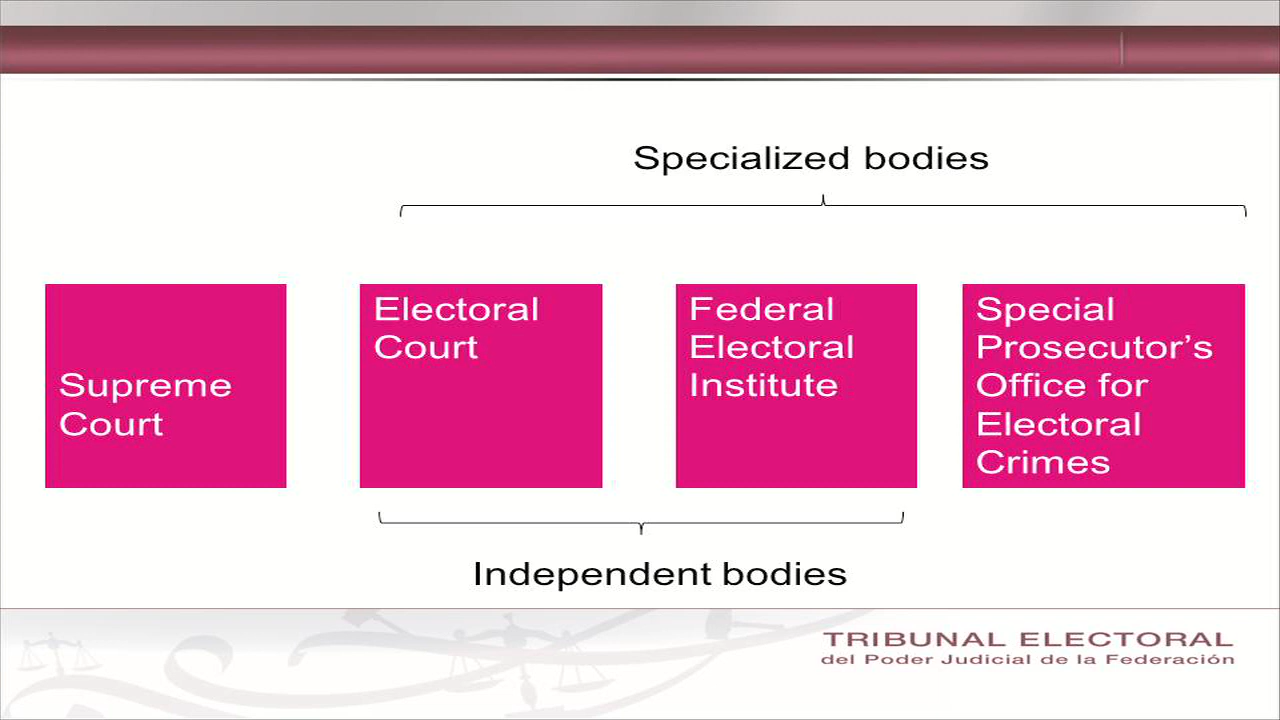 Specialized bodies
Supreme
Court
Electoral
Court
Federal
Electoral
Institute
Special
Prosecutor’s
Office for
Electoral
Crimes
Independent bodies
TRIBUNAL ELECTORAL
del Poder Judicial de la Federación